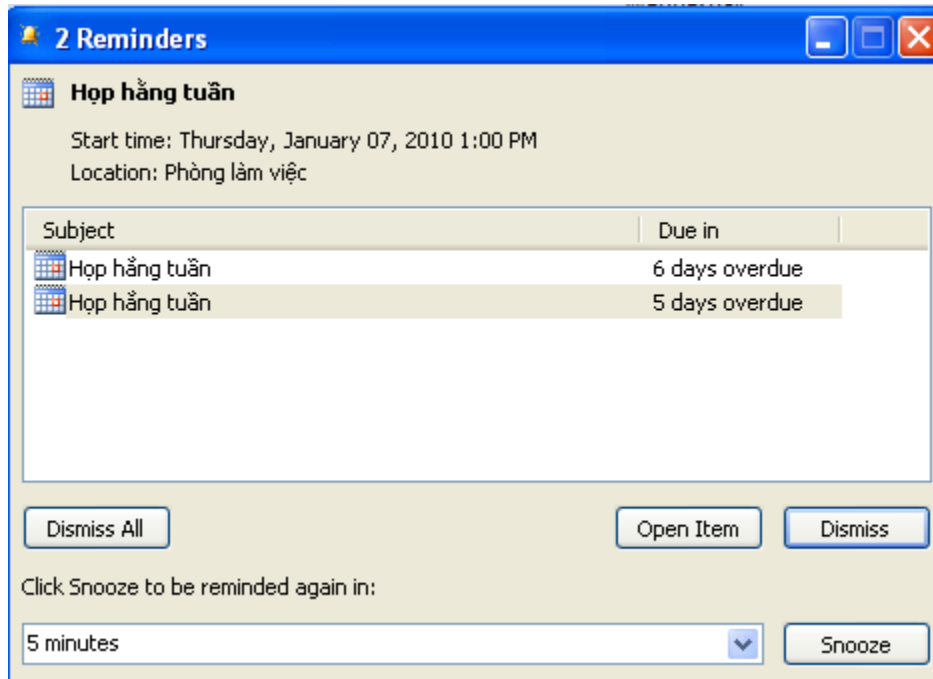 2 Reminders
Họp hằng tuần
Start time: Thursday, January 07, 2010 1:00 PM
Location: Phòng làm việc
Subject Due in
Họp hằng tuần 6 days overdue
Họp hằng tuần 5 days overdue
Dismiss All Open Item Dismiss
Click Snooze to be reminded again in:
5 minutes Snooze